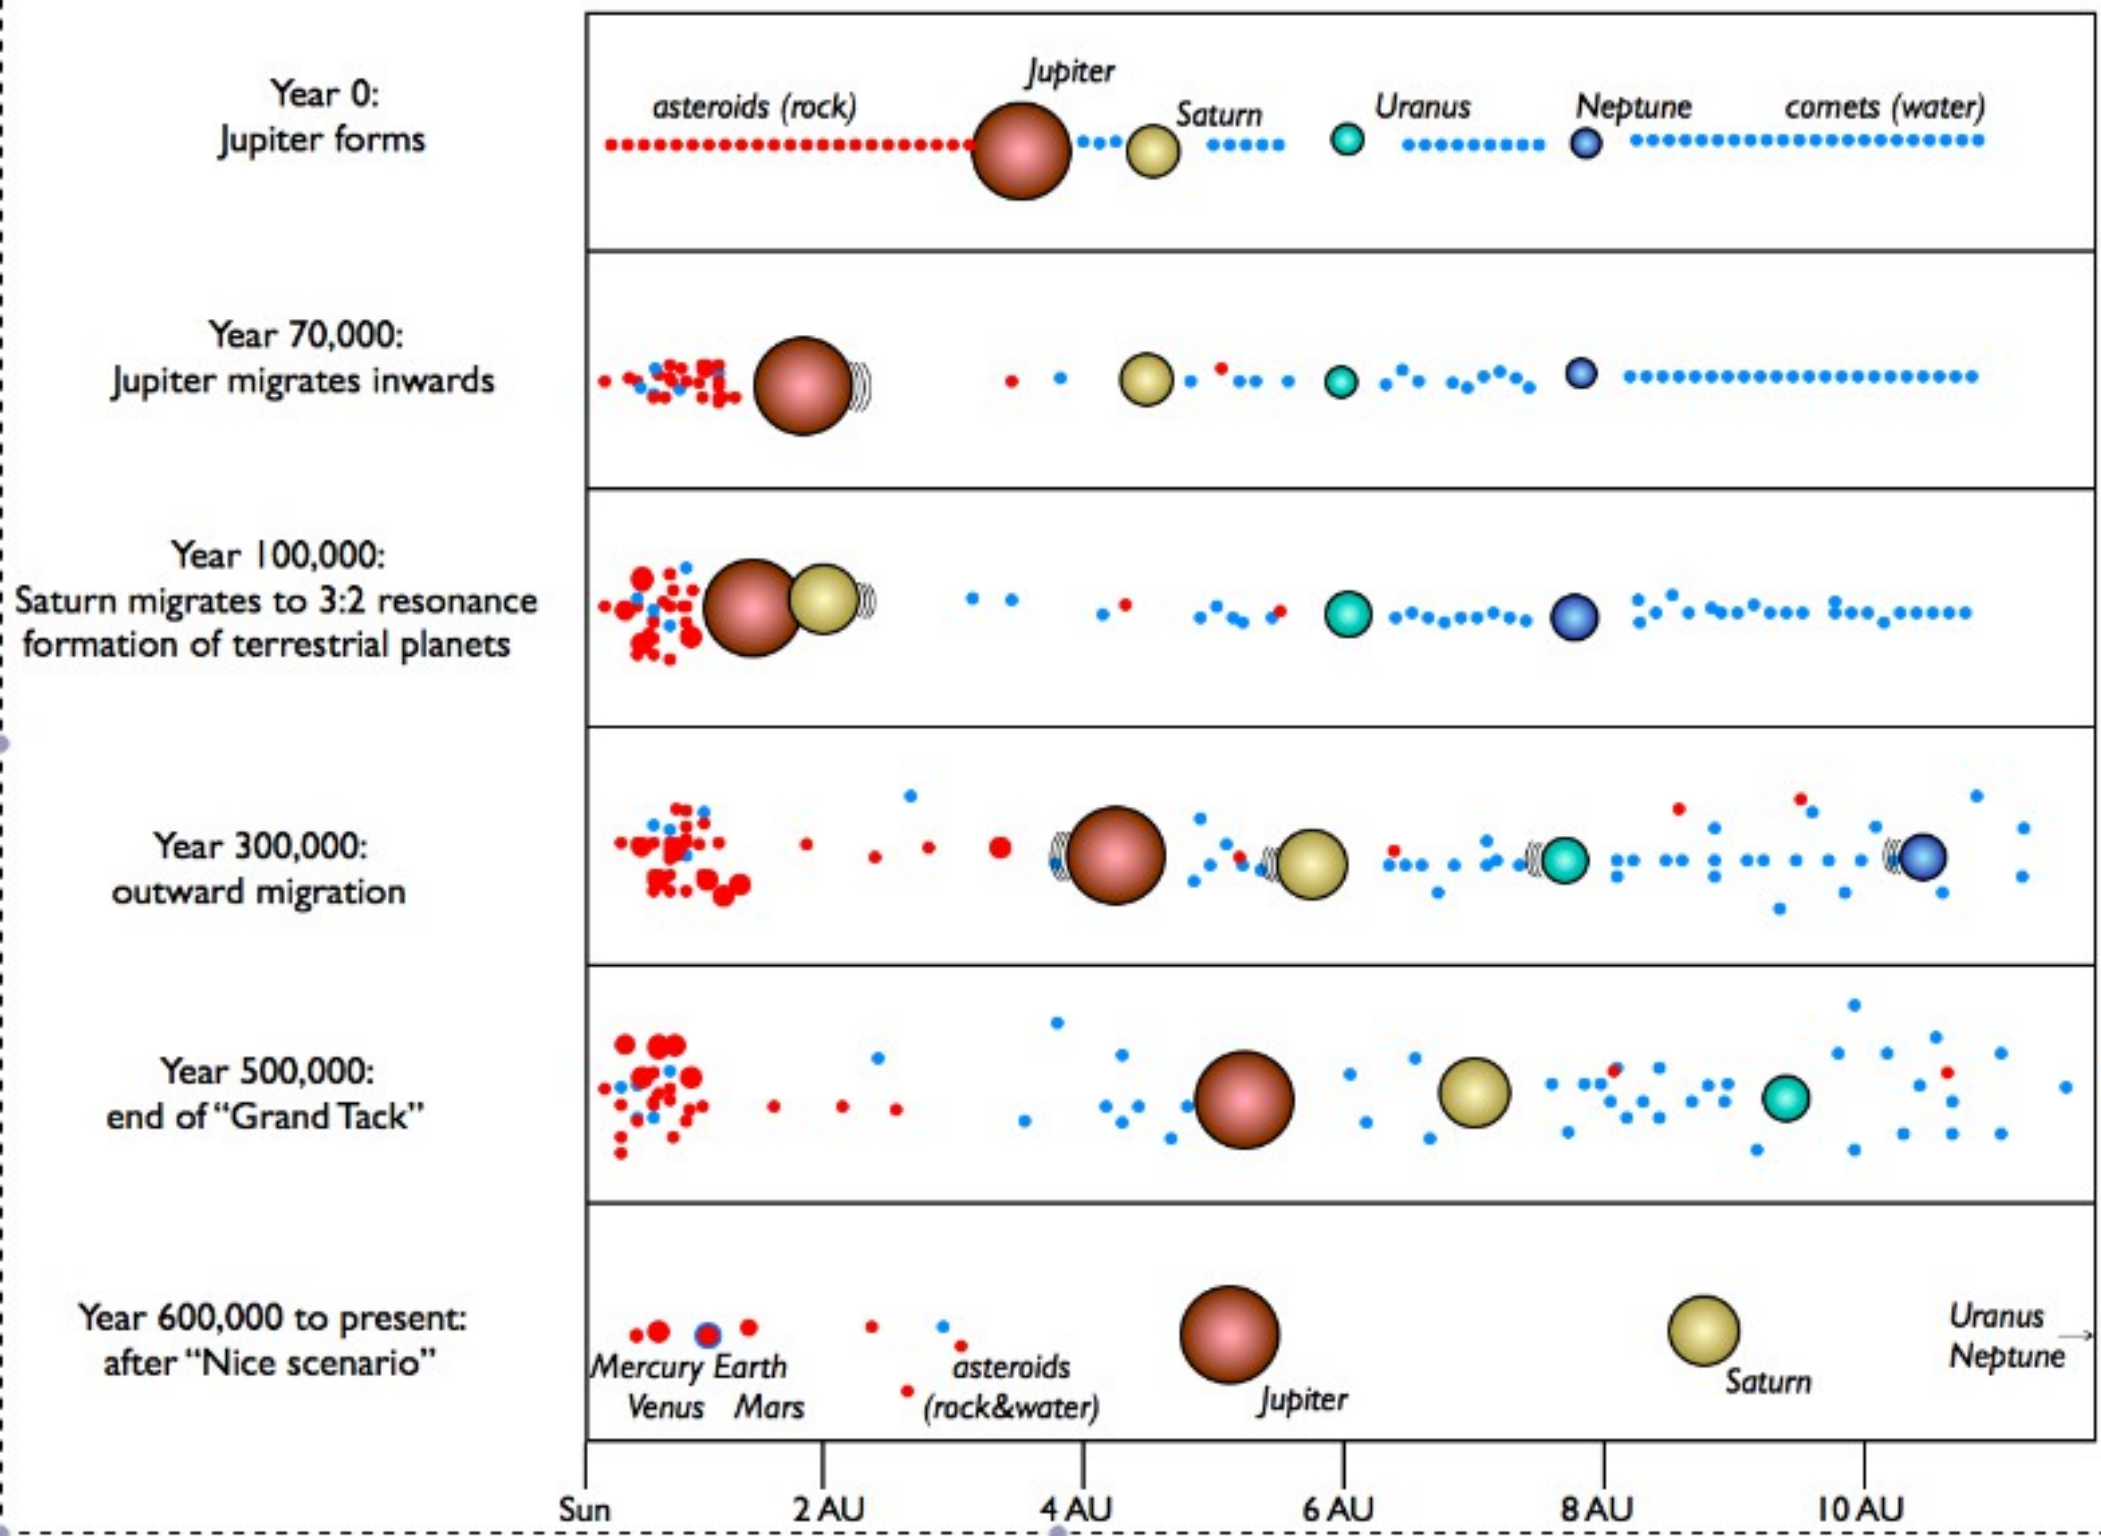 Year 0:
Jupiter forms
asteroids (rock)
Jupiter
Saturn
Uranus
Neptune
comets (water)
Year 70,000:
Jupiter migrates inwards
Year 100,000:
Saturn migrates to 3:2 resonance
formation of terrestrial planets
Year 300,000:
outward migration
Year 500,000:
end of “Grand Tack”
Year 600,000 to present:
after “Nice scenario”
Mercury Earth
Venus Mars
asteroids
(rock&water)
Jupiter
Saturn
Uranus
Neptune
Sun 2 AU 4 AU 6 AU 8 AU 10 AU